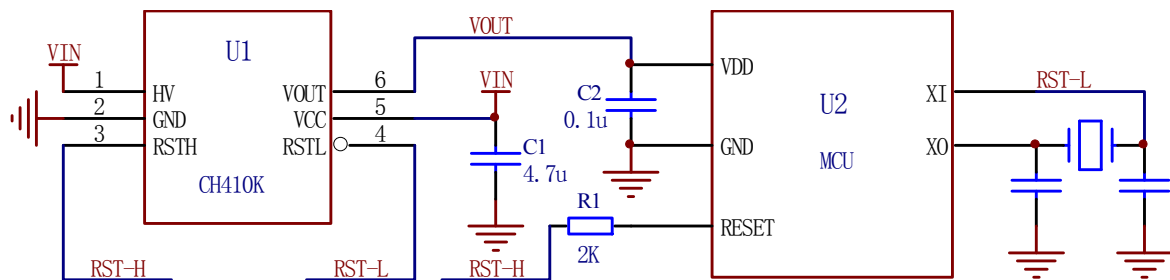 VIN
1
2
3
HV
GND
RSTH
U1
VOUT
VCC
RSTL
CH410K
6
5
4
VOUT
VIN
C1
4.7u
C2
0.1u
RST-H
RST-L
RST-H
R1
2K
VDD
GND
RESET
U2
MCU
XI
XO
RST-L